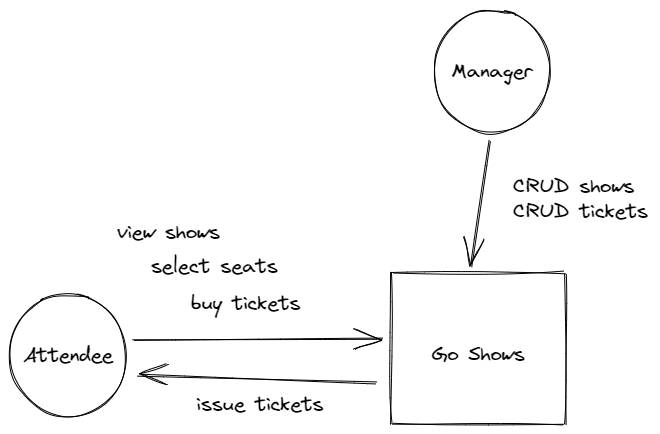 Manager
CRUD shows
CRUD tickets
view shows
select seats
buy tickets
Attendee
Go Shows
issue tickets